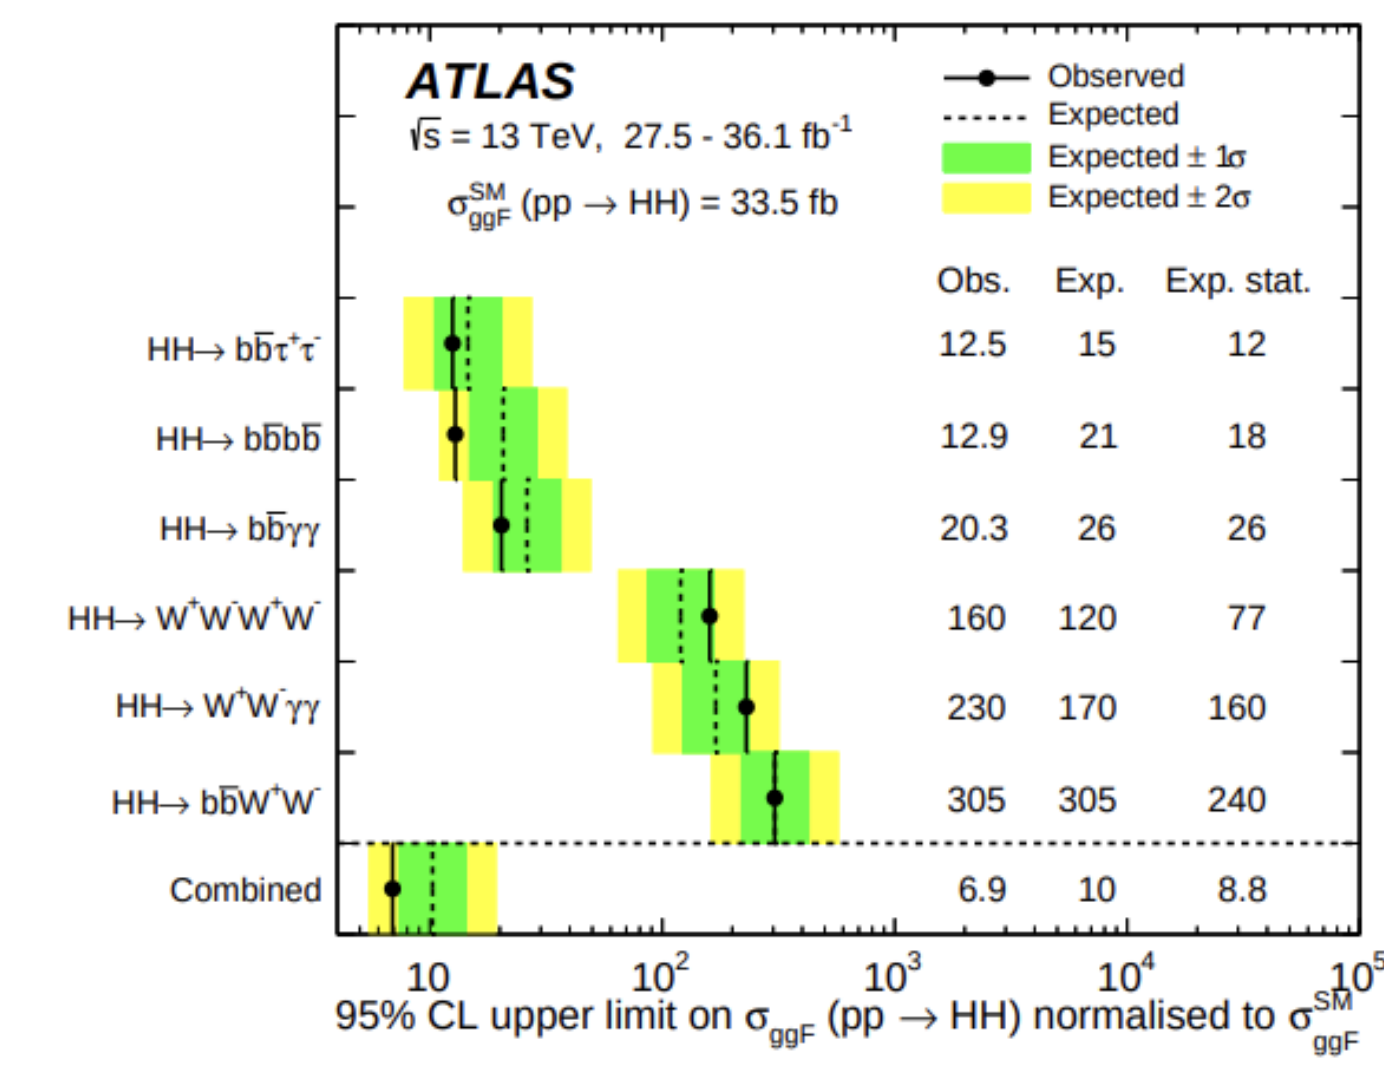 ATLAS
√s = 13 TeV, 27.5 - 36.1 fb⁻¹
σ_ggF^SM (pp → HH) = 33.5 fb
Observed
Expected
Expected ± 1σ
Expected ± 2σ
Obs. Exp. Exp. stat.
HH→ bb̅τ⁺τ⁻ 12.5 15 12
HH→ bb̅bb̅ 12.9 21 18
HH→ bb̅γγ 20.3 26 26
HH→ W⁺W⁻W⁺W⁻ 160 120 77
HH→ W⁺W⁻γγ 230 170 160
HH→ bb̅W⁺W⁻ 305 305 240
Combined 6.9 10 8.8
10 10² 10³ 10⁴ 10⁵
95% CL upper limit on σ_ggF (pp → HH) normalised to σ_ggF^SM